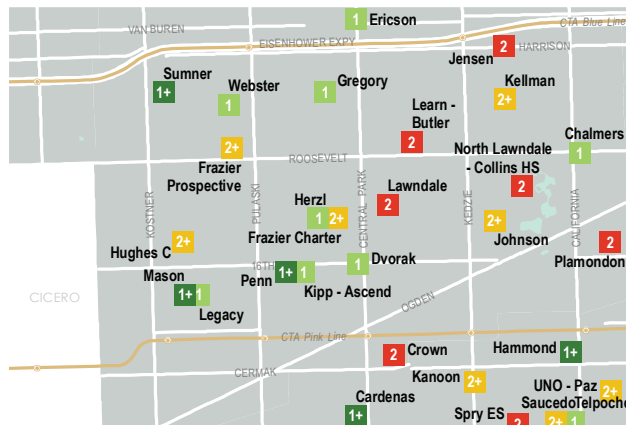 Ericson
1
VAN BUREN
CTA Blue Line
EISENHOWER EXPY
HARRISON
2
Jensen
Sumner
1+
Webster
1
Gregory
1
Kellman
2+
Learn -
Butler
2
Chalmers
1
2+
Frazier
Prospective
ROOSEVELT
North Lawndale
- Collins HS
2
KOSTNER
PULASKI
CENTRAL PARK
KEDZIE
CALIFORNIA
Lawndale
2
Herzl
1 2+
Frazier Charter
2+
Johnson
2+
Hughes C
2
Plamondon
Dvorak
1
16TH
Penn
1+ 1
Kipp - Ascend
Mason
1+ 1
Legacy
CICERO
OGDEN
CTA Pink Line
Crown
2
Hammond
1+
CERMAK
Kanoon
2+
UNO - Paz
2+
Cardenas
1+
Spry ES
2
Saucedo
Telpoche
2+ 1